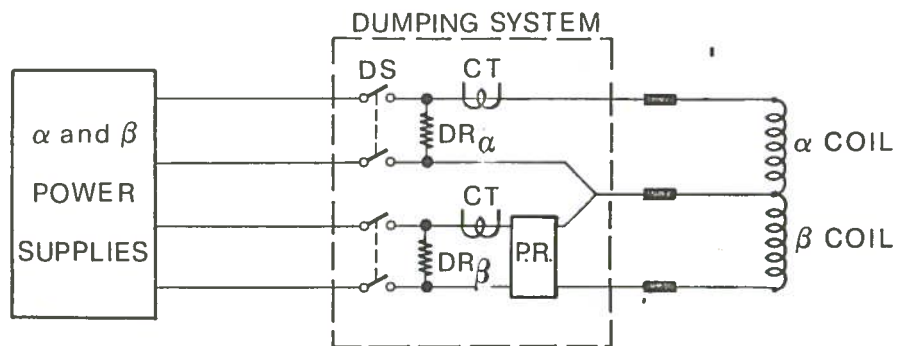 DUMPING SYSTEM
DS
CT
α and β
POWER
SUPPLIES
DRα
α COIL
CT
DRβ
P.R.
β COIL